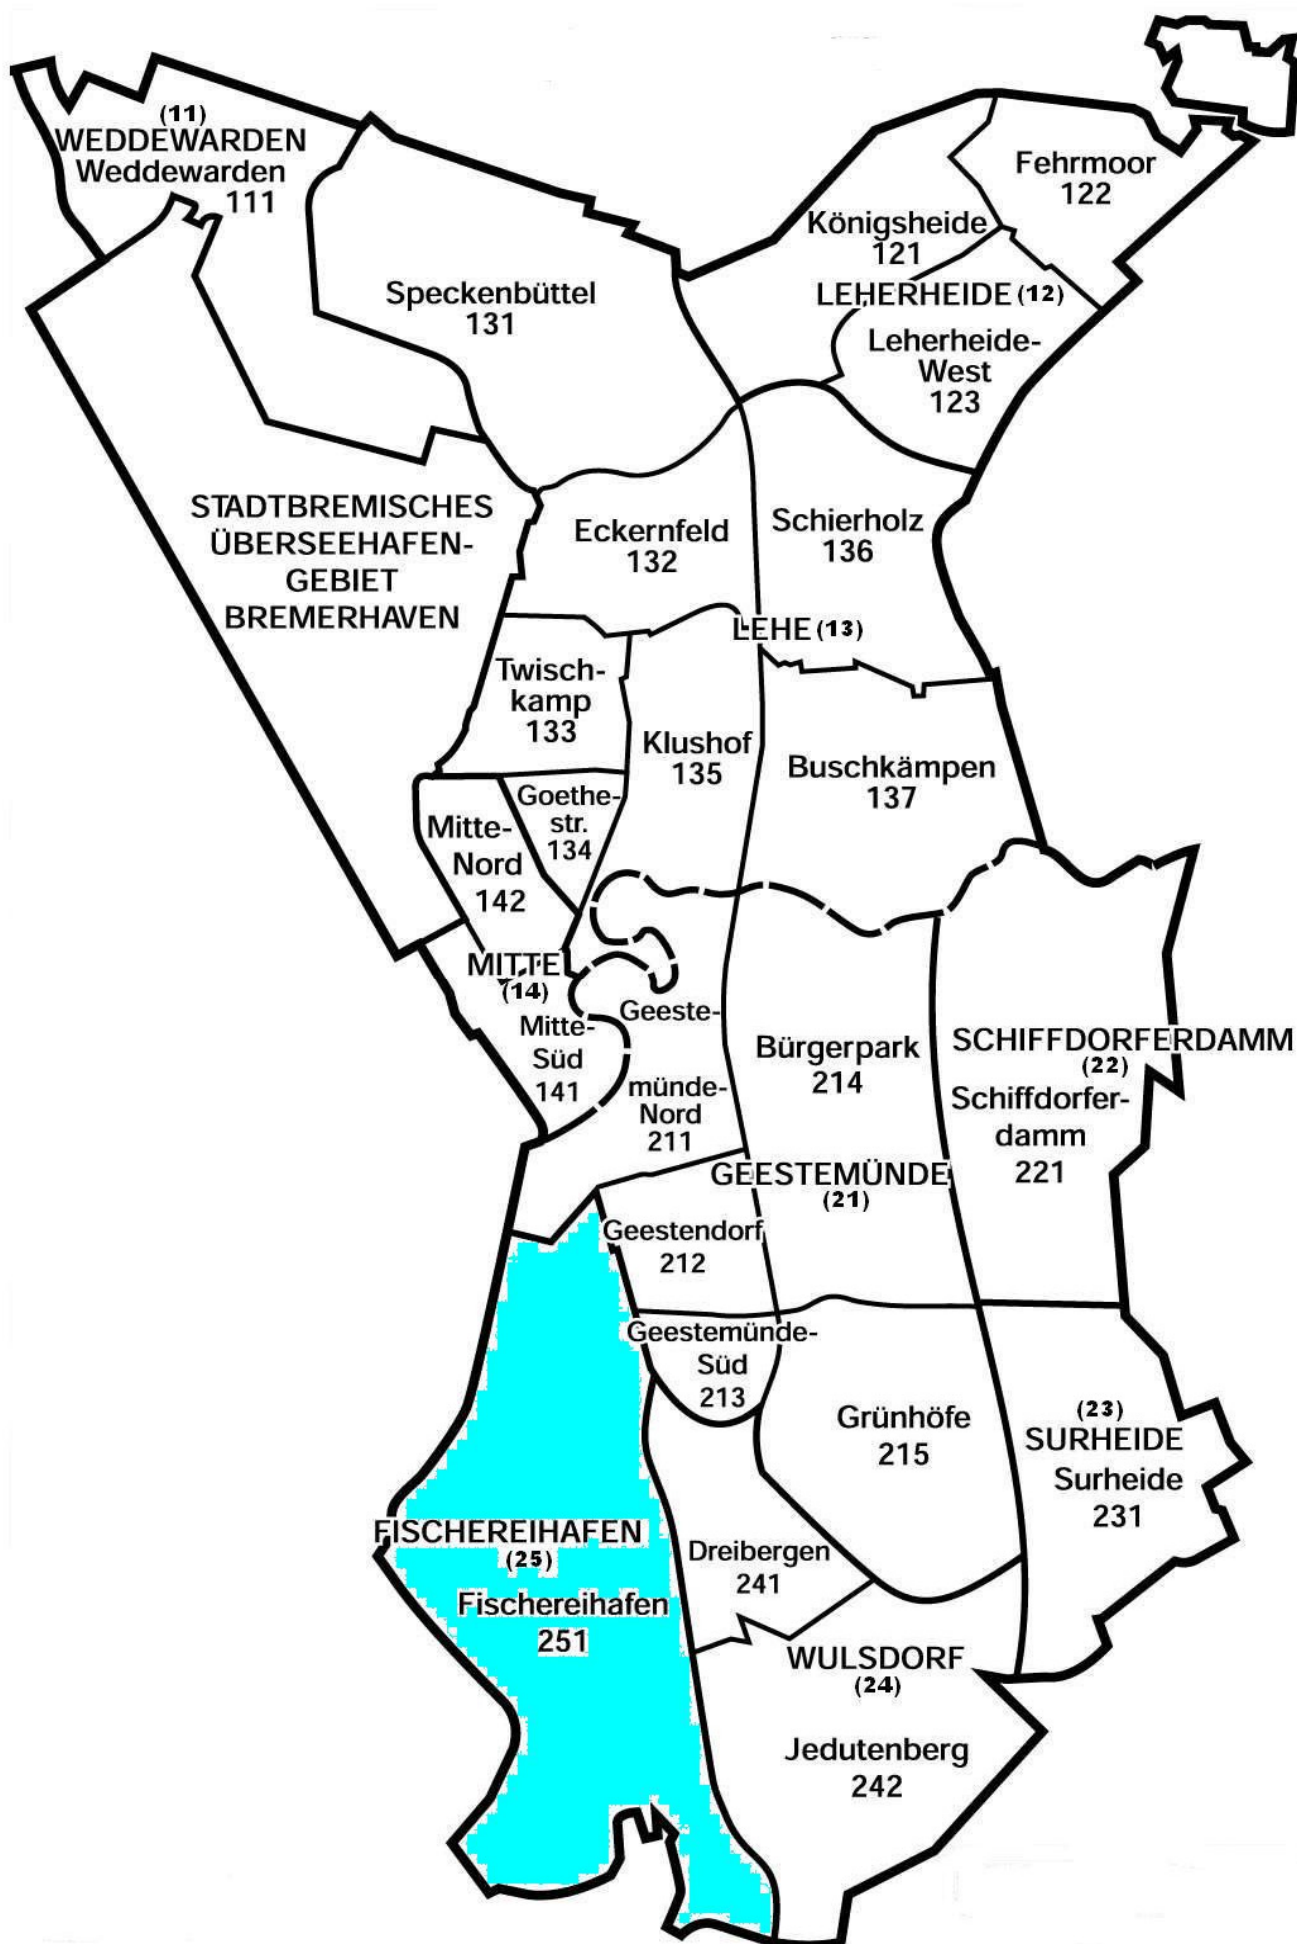 (11)
WEDDEWARDEN
Weddewarden
111
Fehrmoor
122
Königsheide
121
LEHERHEIDE (12)
Speckenbüttel
131
Leherheide-
West
123
STADTBREMISCHES
ÜBERSEEHAFEN-
GEBIET
BREMERHAVEN
Eckernfeld
132
Schierholz
136
LEHE (13)
Twisch-
kamp
133
Klushof
135
Buschkämpen
137
Goethe-
str.
134
Mitte-
Nord
142
MITTE
(14)
Mitte-
Süd
141
Geeste-
münde-
Nord
211
Bürgerpark
214
SCHIFFDORFERDAMM
(22)
Schiffdorfer-
damm
221
GEESTEMÜNDE
(21)
Geestendorf
212
Geestemünde-
Süd
213
Grünhöfe
215
(23)
SURHEIDE
Surheide
231
FISCHEREIHAFEN
(25)
Fischereihafen
251
Dreibergen
241
WULSDORF
(24)
Jedutenberg
242